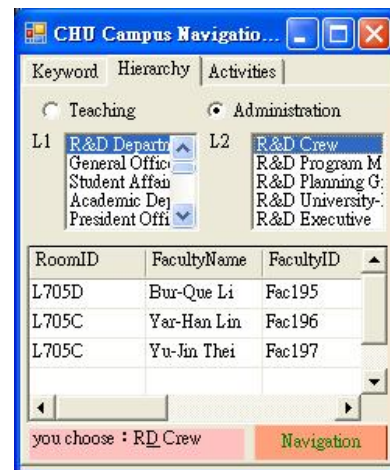 CHU Campus Navigatio...
Keyword Hierarchy Activities
Teaching Administration
L1 R&D Departm L2 R&D Crew
General Offic R&D Program M
Student Affai R&D Planning G
Academic Dep R&D University-
President Offi R&D Executive
RoomID FacultyName FacultyID
L705D Bur-Que Li Fac195
L705C Yar-Han Lin Fac196
L705C Yu-Jin Thei Fac197
you choose：RD Crew Navigation